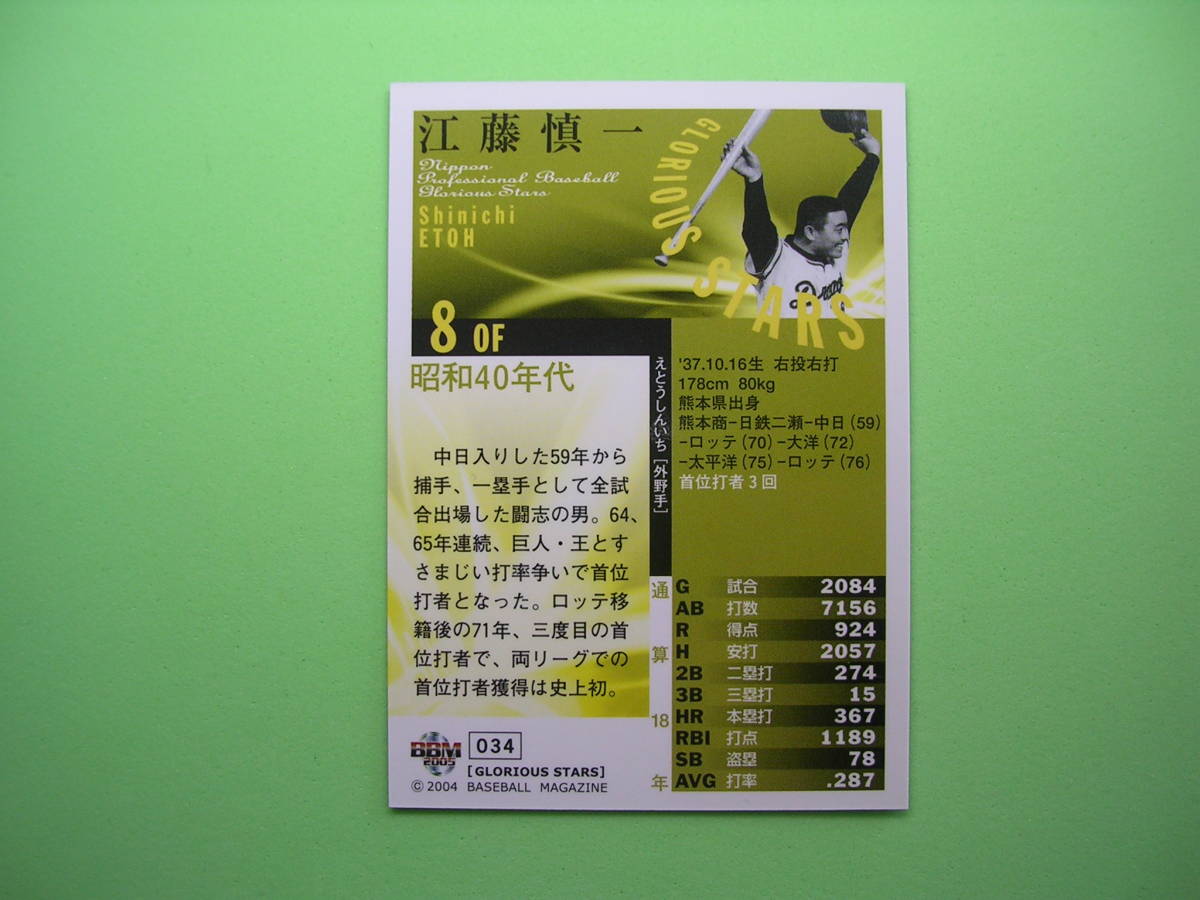 江藤慎一
Nippon
Professional Baseball
Glorious Stars
Shinichi
ETOH
GLORIOUS STARS
Dragons
8 OF
昭和40年代
中日入りした59年から
捕手、一塁手として全試
合出場した闘志の男。64、
65年連続、巨人・王とす
さまじい打率争いで首位
打者となった。ロッテ移
籍後の71年、三度目の首
位打者で、両リーグでの
首位打者獲得は史上初。
えとうしんいち[外野手]
'37.10.16生 右投右打
178cm 80kg
熊本県出身
熊本商−日鉄二瀬−中日(59)
−ロッテ(70)−大洋(72)
−太平洋(75)−ロッテ(76)
首位打者3回
通算18年
G 試合 2084
AB 打数 7156
R 得点 924
H 安打 2057
2B 二塁打 274
3B 三塁打 15
HR 本塁打 367
RBI 打点 1189
SB 盗塁 78
AVG 打率 .287
BBM
2005
034
[GLORIOUS STARS]
© 2004 BASEBALL MAGAZINE